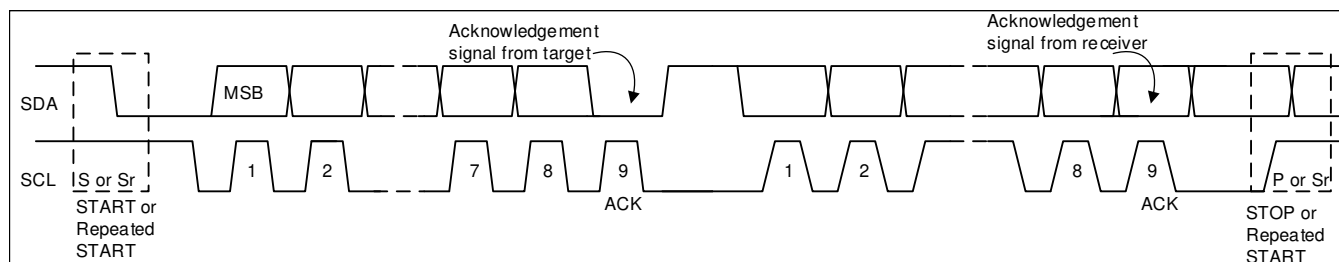 Acknowledgement
signal from target
Acknowledgement
signal from receiver
SDA
MSB
SCL
S or Sr
1
2
7
8
9
1
2
8
9
P or Sr
ACK
ACK
START or
Repeated
START
STOP or
Repeated
START